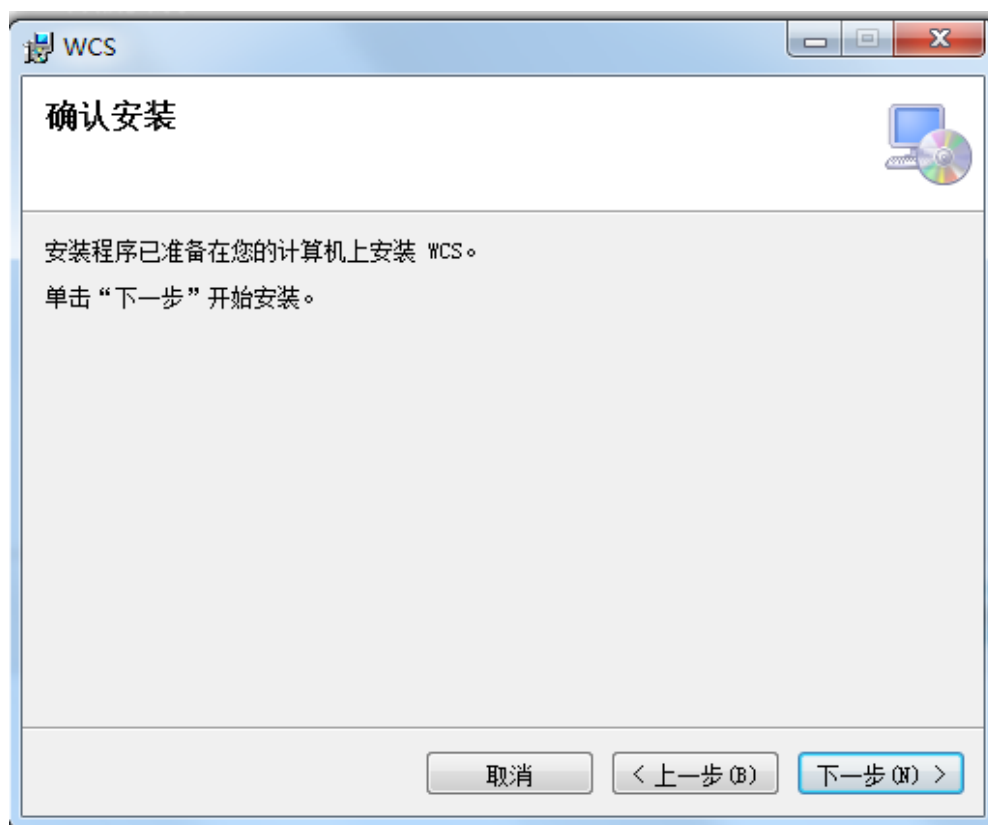 WCS
确认安装
安装程序已准备在您的计算机上安装 WCS。
单击“下一步”开始安装。
取消
< 上一步(B)
下一步(N) >